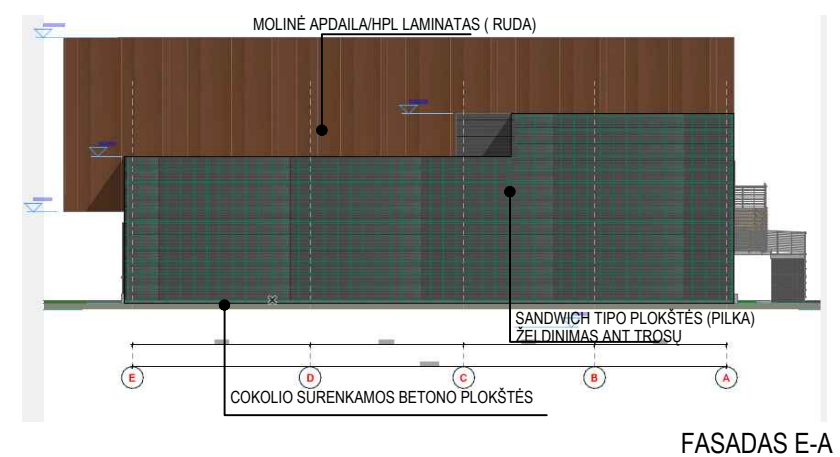 MOLINĖ APDAILA/HPL LAMINATAS ( RUDA)
SANDWICH TIPO PLOKŠTĖS (PILKA)
ŽELDINIMAS ANT TROSŲ
E
D
C
B
A
COKOLIO SURENKAMOS BETONO PLOKŠTĖS
FASADAS E-A